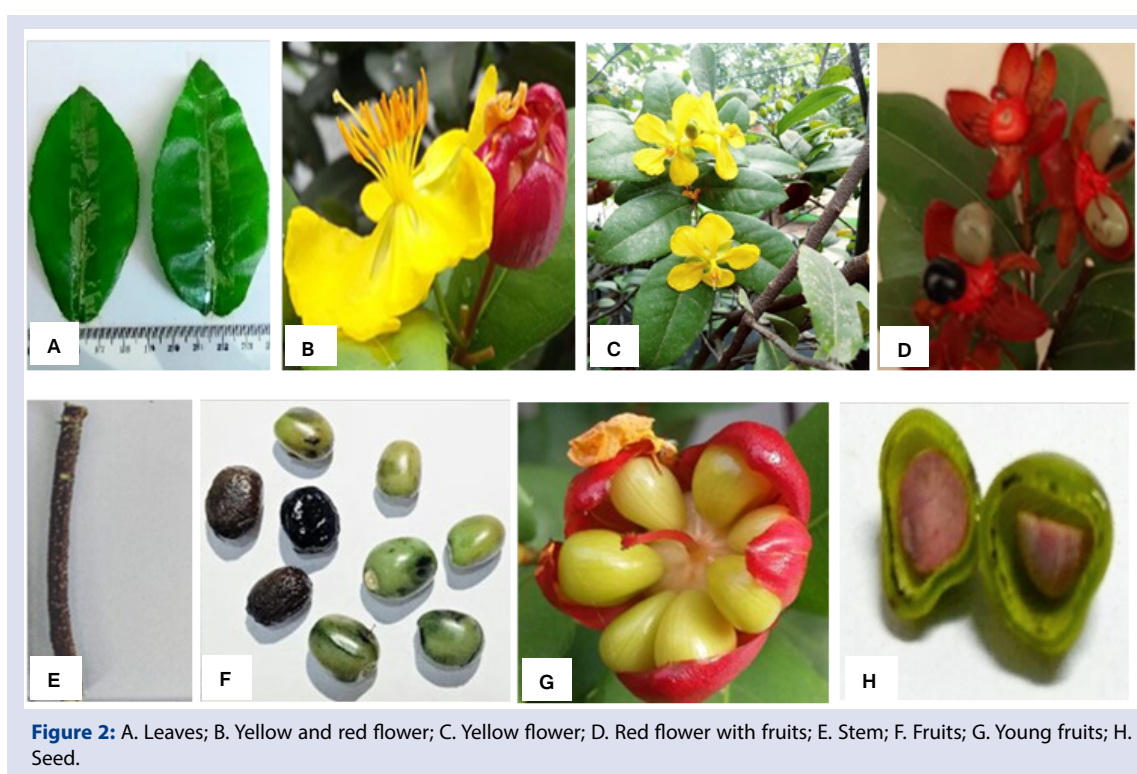 A
B
C
D
E
F
G
H
Figure 2: A. Leaves; B. Yellow and red flower; C. Yellow flower; D. Red flower with fruits; E. Stem; F. Fruits; G. Young fruits; H.
Seed.